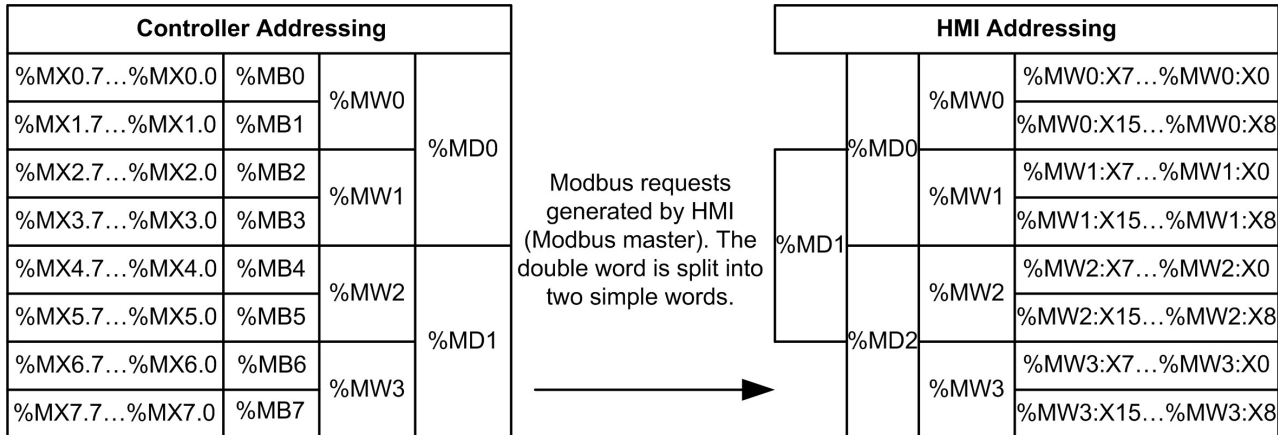 Controller Addressing
HMI Addressing
%MX0.7…%MX0.0 %MB0 %MW0 %MD0
%MX1.7…%MX1.0 %MB1
%MX2.7…%MX2.0 %MB2 %MW1
%MX3.7…%MX3.0 %MB3
%MX4.7…%MX4.0 %MB4 %MW2 %MD1
%MX5.7…%MX5.0 %MB5
%MX6.7…%MX6.0 %MB6 %MW3
%MX7.7…%MX7.0 %MB7
Modbus requests
generated by HMI
(Modbus master). The
double word is split into
two simple words.
%MD1
%MD0 %MW0 %MW0:X7…%MW0:X0
%MW0:X15…%MW0:X8
%MW1 %MW1:X7…%MW1:X0
%MW1:X15…%MW1:X8
%MD2 %MW2 %MW2:X7…%MW2:X0
%MW2:X15…%MW2:X8
%MW3 %MW3:X7…%MW3:X0
%MW3:X15…%MW3:X8